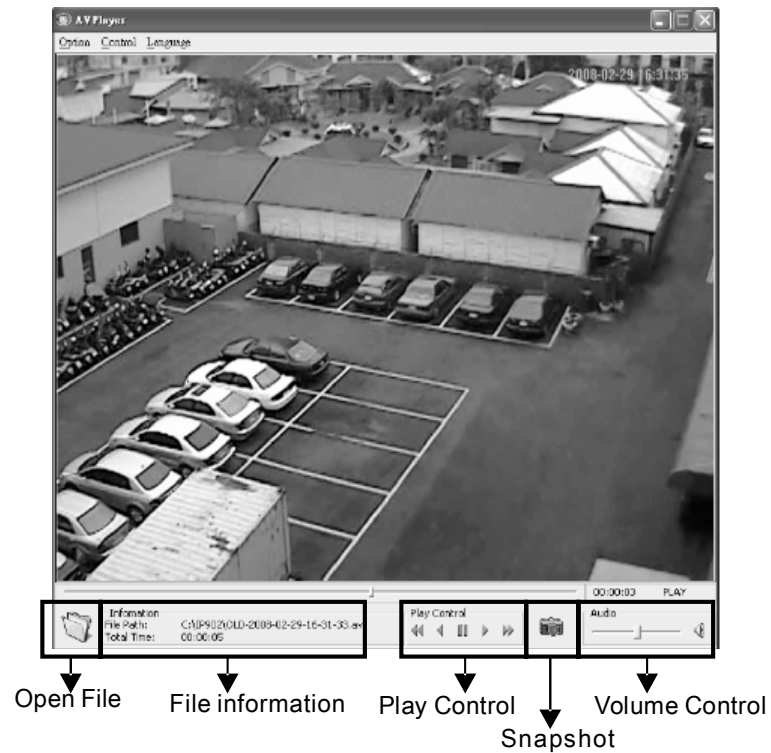 AVPlayer
Option Control Language
2008-02-29 16:31:35
00:00:03 PLAY
Infomation
File Path: C:\IP902\OLD-2008-02-29-16-31-33.av
Total Time: 00:00:05
Play Control
Audio
Open File
File information
Play Control
Snapshot
Volume Control